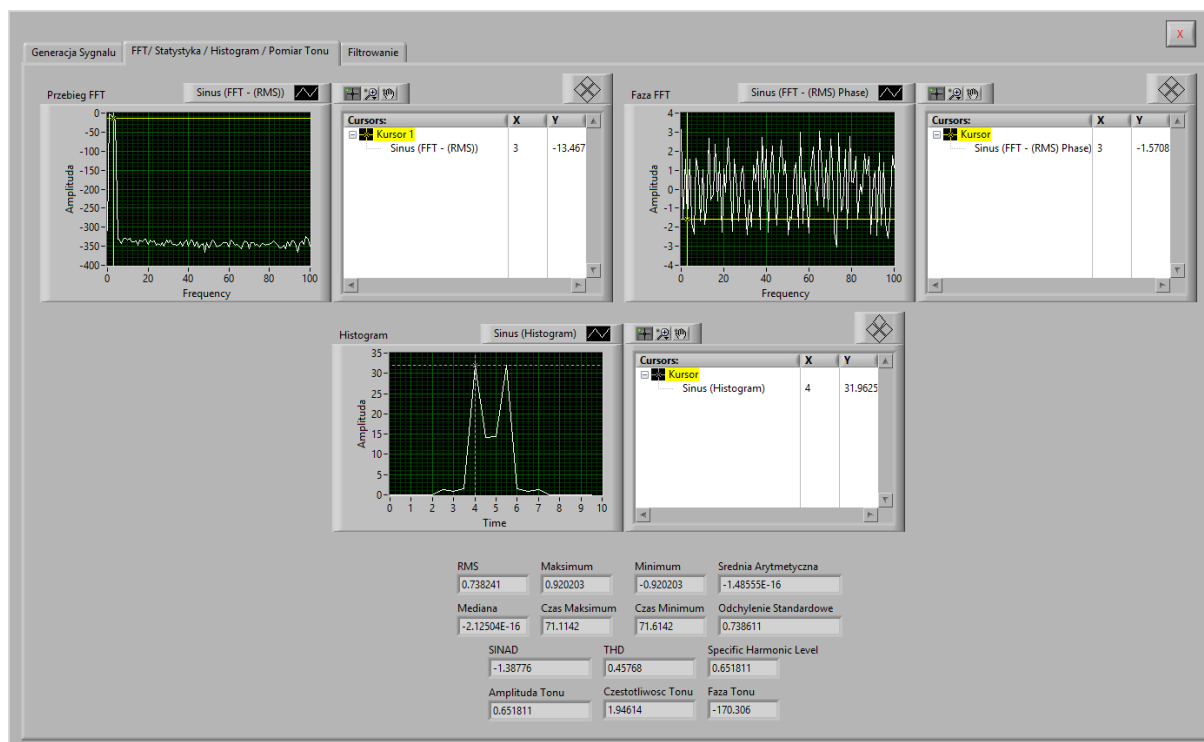 X
Generacja Sygnalu FFT/ Statystyka / Histogram / Pomiar Tonu Filtrowanie
Przebieg FFT Sinus (FFT - (RMS))
Cursors: X Y
Kursor 1
Sinus (FFT - (RMS)) 3 -13.467
Amplituda
0
-50
-100
-150
-200
-250
-300
-350
-400
0 20 40 60 80 100
Frequency
Faza FFT Sinus (FFT - (RMS) Phase)
Cursors: X Y
Kursor
Sinus (FFT - (RMS) Phase) 3 -1.5708
Amplituda
4
3
2
1
0
-1
-2
-3
-4
0 20 40 60 80 100
Frequency
Histogram Sinus (Histogram)
Cursors: X Y
Kursor
Sinus (Histogram) 4 31.9625
Amplituda
35
30
25
20
15
10
5
0
0 1 2 3 4 5 6 7 8 9 10
Time
RMS Maksimum Minimum Srednia Arytmetyczna
0.738241 0.920203 -0.920203 -1.48555E-16
Mediana Czas Maksimum Czas Minimum Odchylenie Standardowe
-2.12504E-16 71.1142 71.6142 0.738611
SINAD THD Specific Harmonic Level
-1.38776 0.45768 0.651811
Amplituda Tonu Czestotliwosc Tonu Faza Tonu
0.651811 1.94614 -170.306